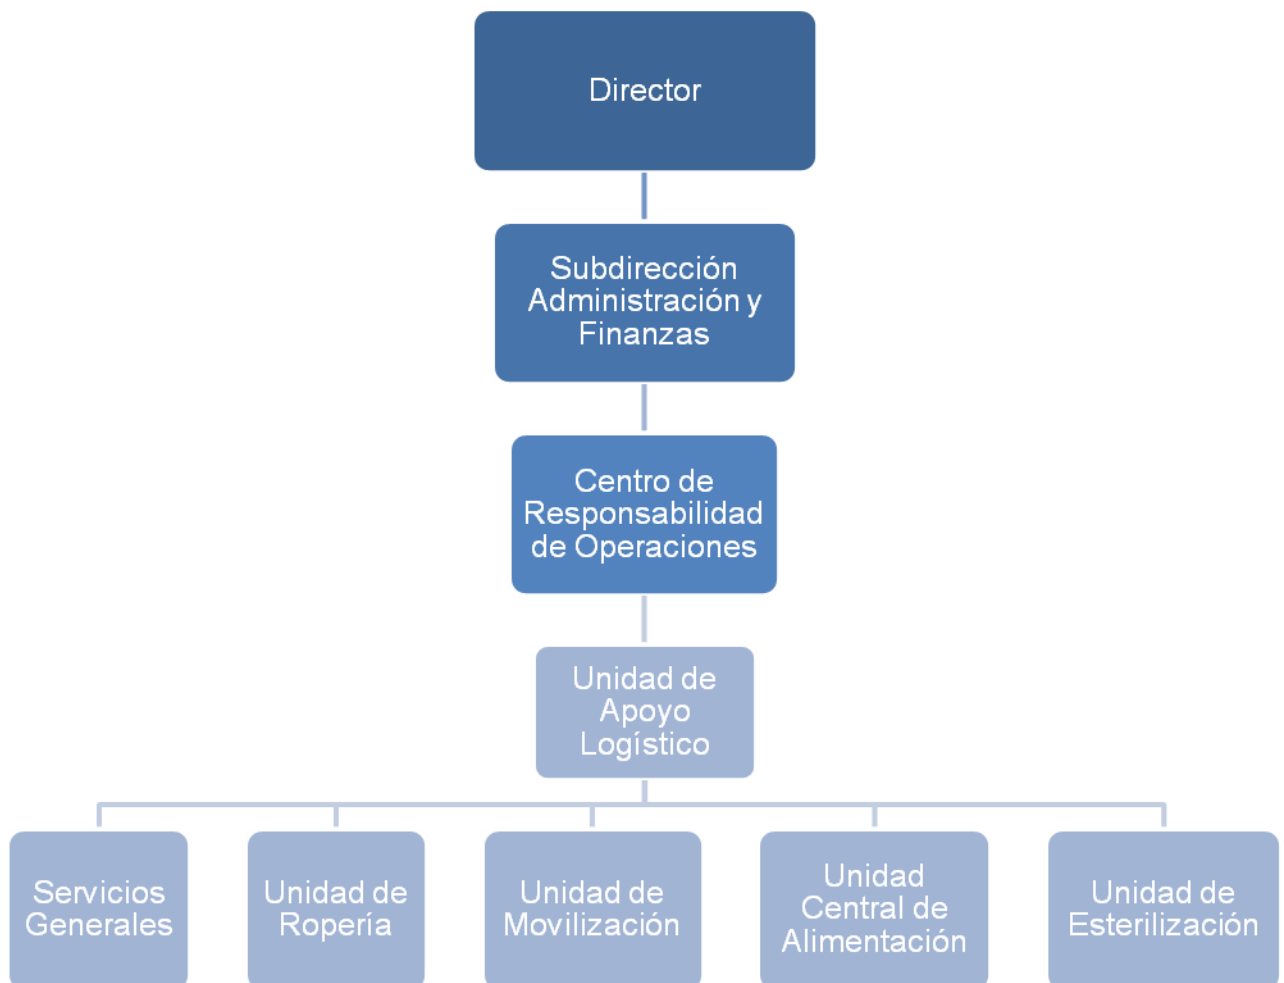 Director
Subdirección
Administración y
Finanzas
Centro de
Responsabilidad
de Operaciones
Unidad de
Apoyo
Logístico
Servicios
Generales
Unidad de
Ropería
Unidad de
Movilización
Unidad
Central de
Alimentación
Unidad de
Esterilización